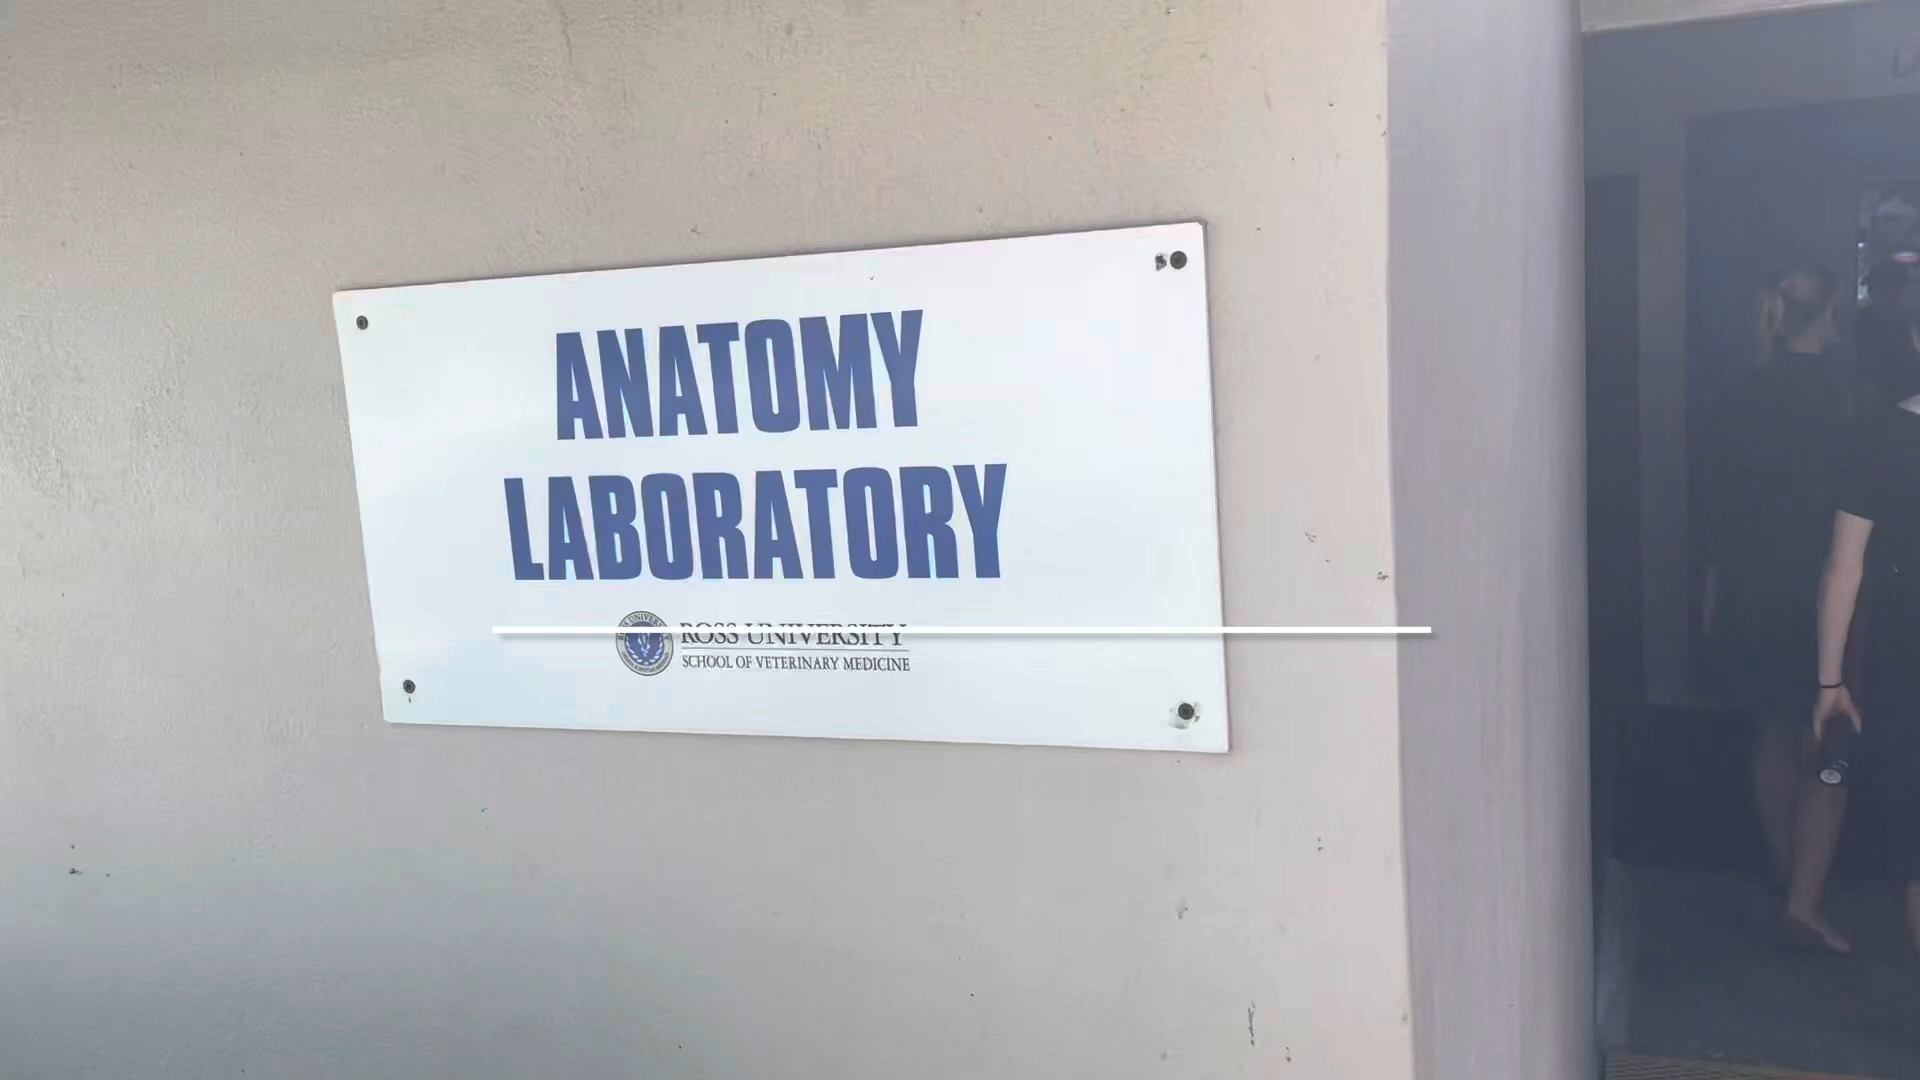 ANATOMY
LABORATORY
ROSS UNIVERSITY
SCHOOL OF VETERINARY MEDICINE